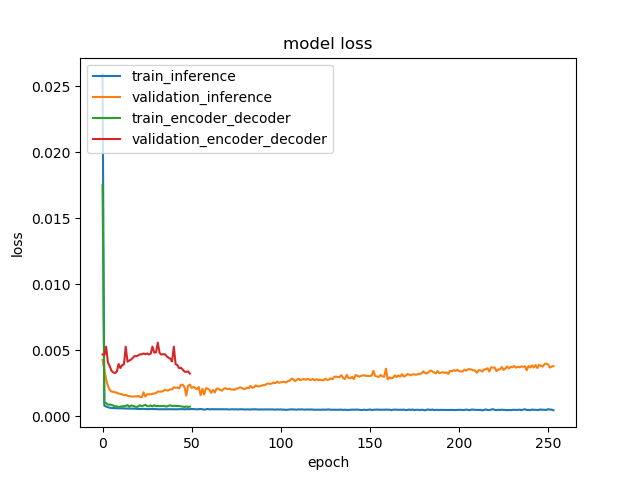 model loss
train_inference
validation_inference
train_encoder_decoder
validation_encoder_decoder
0.025
0.020
0.015
0.010
0.005
0.000
loss
0 50 100 150 200 250
epoch